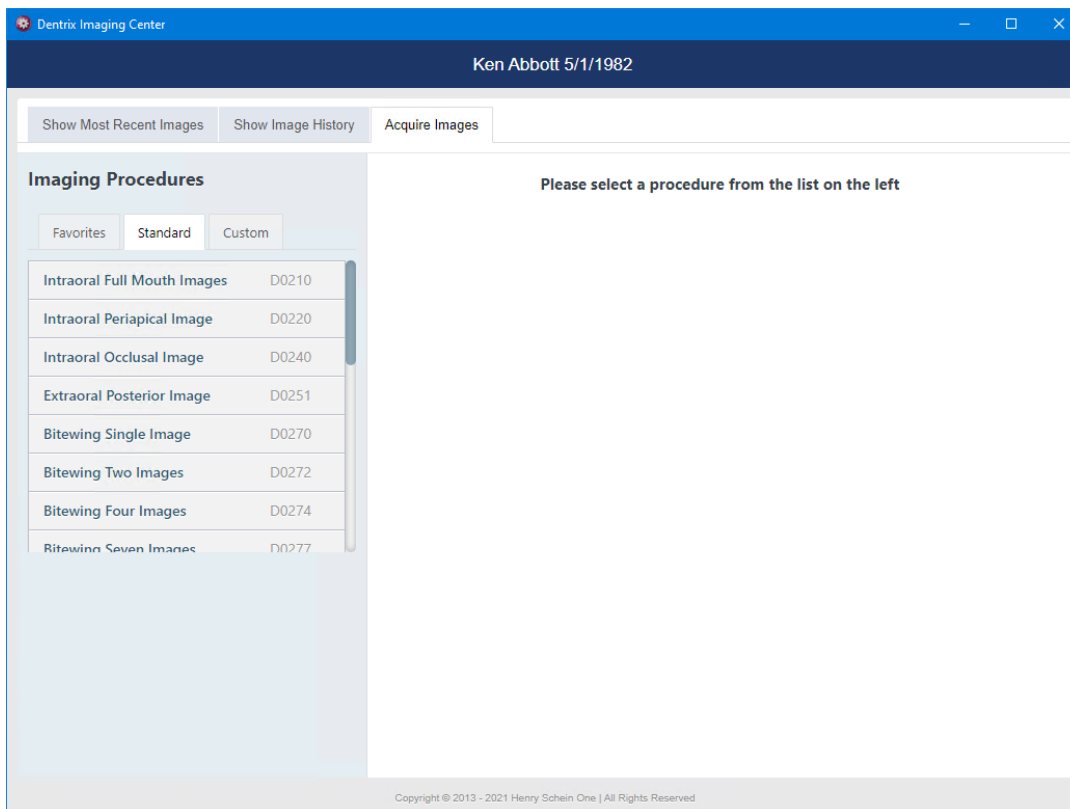 Dentrix Imaging Center
Ken Abbott 5/1/1982
Show Most Recent Images Show Image History Acquire Images
Imaging Procedures
Favorites Standard Custom
Intraoral Full Mouth Images D0210
Intraoral Periapical Image D0220
Intraoral Occlusal Image D0240
Extraoral Posterior Image D0251
Bitewing Single Image D0270
Bitewing Two Images D0272
Bitewing Four Images D0274
Bitewing Seven Images D0277
Please select a procedure from the list on the left
Copyright © 2013 - 2021 Henry Schein One | All Rights Reserved